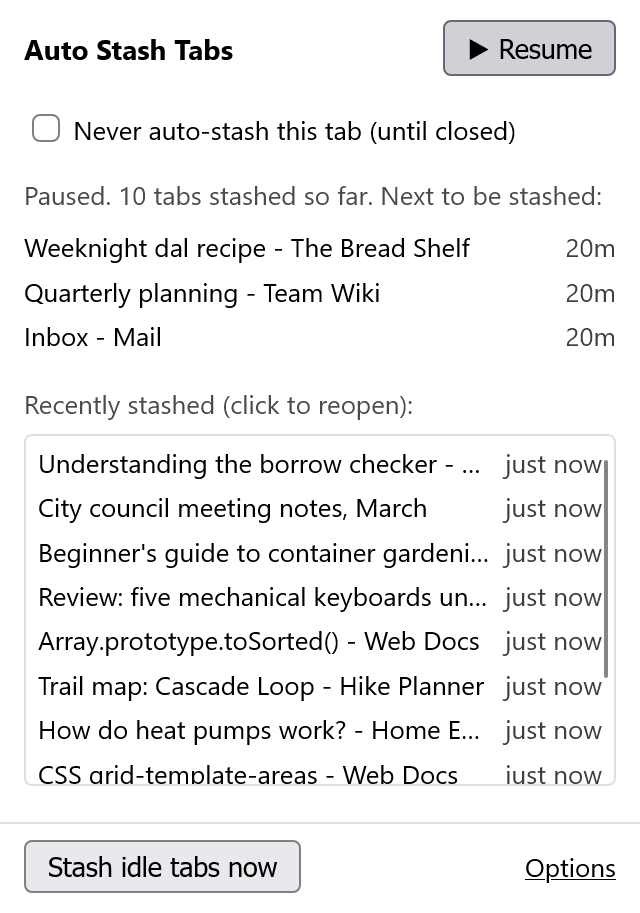 Auto Stash Tabs
▶ Resume
Never auto-stash this tab (until closed)
Paused. 10 tabs stashed so far. Next to be stashed:
Weeknight dal recipe - The Bread Shelf 20m
Quarterly planning - Team Wiki 20m
Inbox - Mail 20m
Recently stashed (click to reopen):
Understanding the borrow checker - ... just now
City council meeting notes, March just now
Beginner's guide to container gardeni... just now
Review: five mechanical keyboards un... just now
Array.prototype.toSorted() - Web Docs just now
Trail map: Cascade Loop - Hike Planner just now
How do heat pumps work? - Home E... just now
CSS grid-template-areas - Web Docs just now
Stash idle tabs now
Options